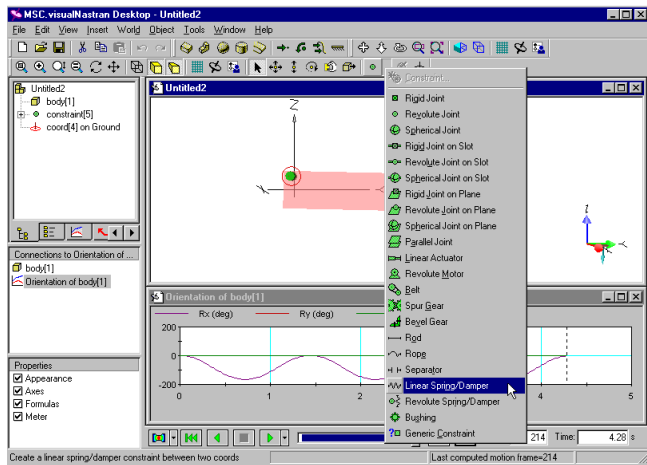 MSC.visualNastran Desktop - Untitled2
File Edit View Insert World Object Tools Window Help
Untitled2
body[1]
constraint[5]
coord[4] on Ground
Connections to Orientation of ...
body[1]
Orientation of body[1]
Properties
Appearance
Axes
Formulas
Meter
Untitled2
Z
Orientation of body[1]
Rx (deg) Ry (deg)
200
0
-200
0 1 2 4 5
Constraint...
Rigid Joint
Revolute Joint
Spherical Joint
Rigid Joint on Slot
Revolute Joint on Slot
Spherical Joint on Slot
Rigid Joint on Plane
Revolute Joint on Plane
Spherical Joint on Plane
Parallel Joint
Linear Actuator
Revolute Motor
Belt
Spur Gear
Bevel Gear
Rod
Rope
Separator
Linear Spring/Damper
Revolute Spring/Damper
Bushing
Generic Constraint
214 Time: 4.28 s
Create a linear spring/damper constraint between two coords
Last computed motion frame=214